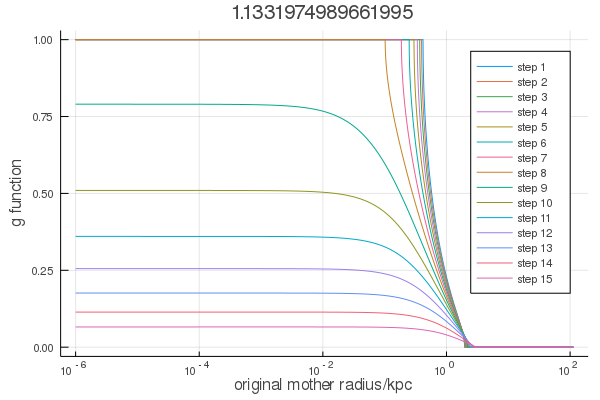 1.1331974989661995
1.00
0.75
0.50
0.25
0.00
g function
step 1
step 2
step 3
step 4
step 5
step 6
step 7
step 8
step 9
step 10
step 11
step 12
step 13
step 14
step 15
10^-6 10^-4 10^-2 10^0 10^2
original mother radius/kpc